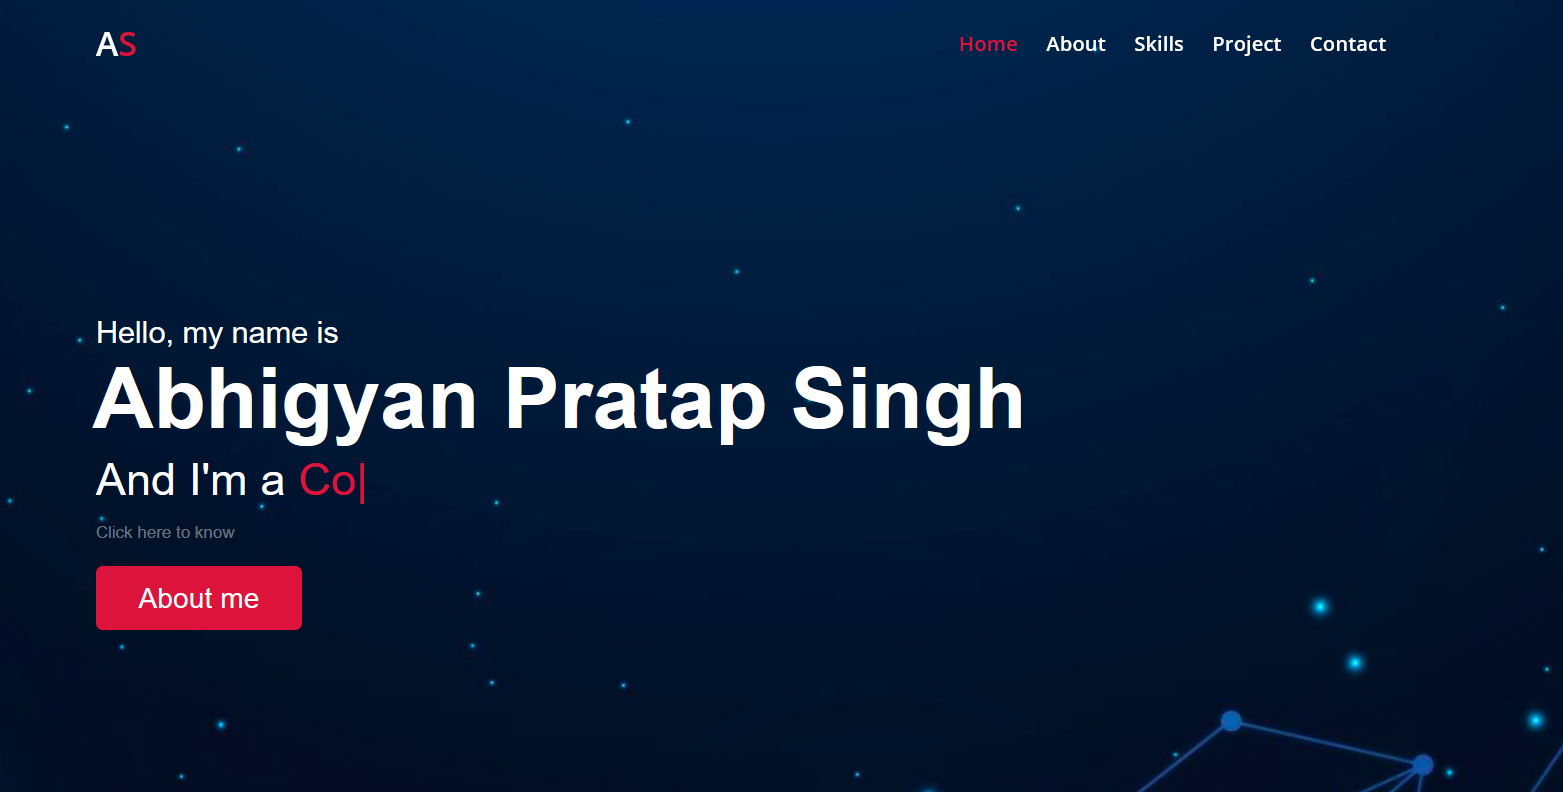 AS
Home About Skills Project Contact
Hello, my name is
Abhigyan Pratap Singh
And I'm a Co|
Click here to know
About me